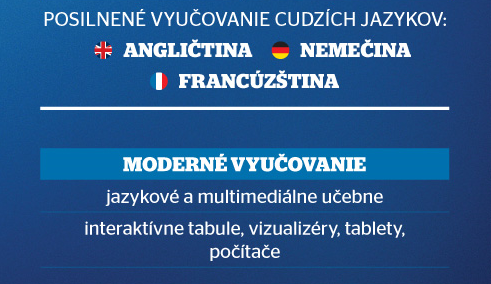 POSILNENÉ VYUČOVANIE CUDZÍCH JAZYKOV:
ANGLIČTINA NEMEČINA
FRANCÚZŠTINA
MODERNÉ VYUČOVANIE
jazykové a multimediálne učebne
interaktívne tabule, vizualizéry, tablety,
počítače